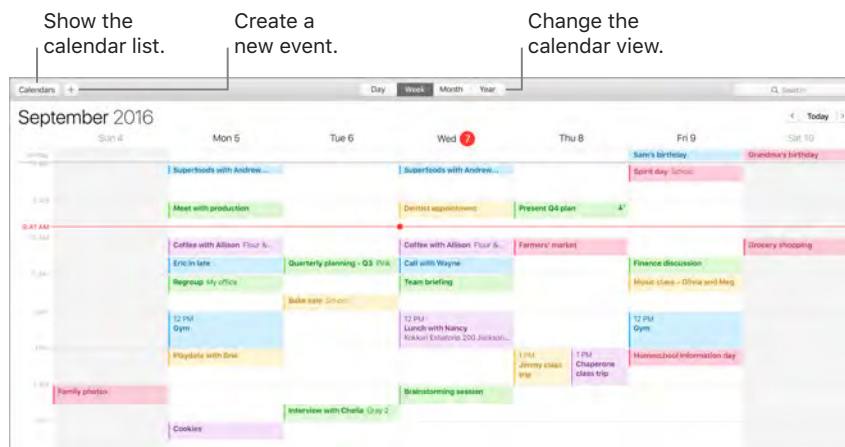 Show the
calendar list.
Create a
new event.
Change the
calendar view.
Calendars +
Day Week Month Year
Search
September 2016
< Today >
Sun 4 Mon 5 Tue 6 Wed 7 Thu 8 Fri 9 Sat 10
Sam's birthday Grandma's birthday
Superfoods with Andrew... Superfoods with Andrew... Spirit day School
Meet with production Dentist appointment Present Q4 plan
9:41 AM
Coffee with Allison Flour &... Coffee with Allison Flour &... Farmers' market Grocery shopping
Eric in late Quarterly planning - Q3 Pink Call with Wayne Finance discussion
Regroup My office Team briefing Music class - Olivia and Meg
Bake sale School
12 PM 12 PM 12 PM
Gym Lunch with Nancy Gym
Kokkari Estiatorio 200 Jackson...
Playdate with Brie 1 PM 1 PM Homeschool information day
Jimmy class Chaperone
trip class trip
Family photos Brainstorming session
Interview with Chella Gray 2
Cookies